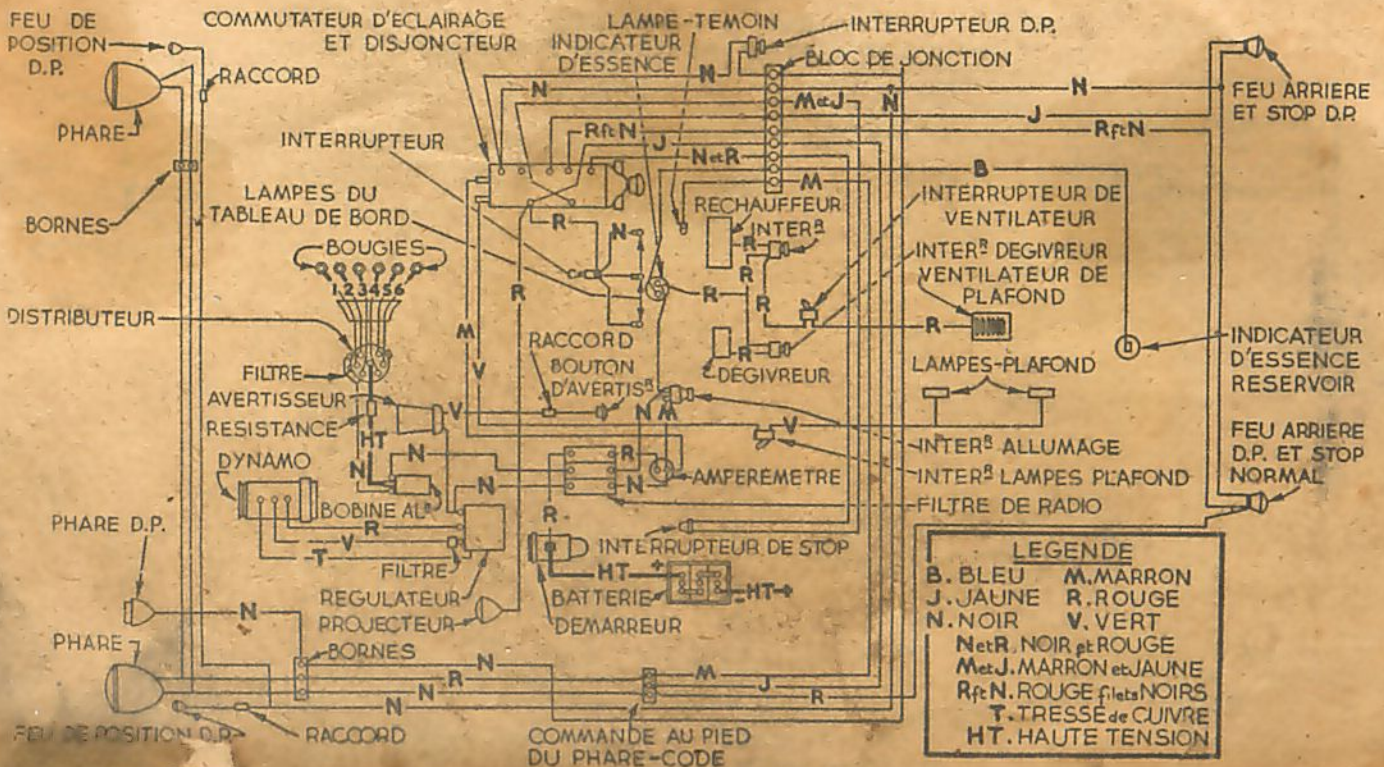 FEU DE
POSITION
D.P.
COMMUTATEUR D'ECLAIRAGE
ET DISJONCTEUR
LAMPE-TEMOIN
INDICATEUR
D'ESSENCE
INTERRUPTEUR D.P.
BLOC DE JONCTION
RACCORD
PHARE
N
N
N
N
M et J
J
Rft N
Rft N
J
N et R
B
M
FEU ARRIERE
ET STOP D.P.
INTERRUPTEUR
BORNES
LAMPES DU
TABLEAU DE BORD
R
N
RECHAUFFEUR
INTER.R
R
INTERRUPTEUR DE
VENTILATEUR
INTER.R DEGIVREUR
VENTILATEUR DE
PLAFOND
BOUGIES
1 2 3 4 5 6
R
R
R
R
R
DISTRIBUTEUR
M
V
RACCORD
BOUTON
D'AVERTIS.R
R
DEGIVREUR
LAMPES-PLAFOND
INDICATEUR
D'ESSENCE
RESERVOIR
FILTRE
AVERTISSEUR
RESISTANCE
V
N
M
V
HT
INTER.R ALLUMAGE
INTER.R LAMPES PLAFOND
FILTRE DE RADIO
FEU ARRIÈRE
D.P. ET STOP
NORMAL
DYNAMO
N
N
R
AMPEREMETRE
BOBINE AL.
N
N
R
V
T
FILTRE
R
INTERRUPTEUR DE STOP
PHARE D.P.
HT
+
-
HT
REGULATEUR
PROJECTEUR
BATTERIE
DEMARREUR
N
PHARE
BORNES
N
R
N
N
M
J
R
FEU DE POSITION D.P.
RACCORD
COMMANDE AU PIED
DU PHARE-CODE
LEGENDE
B. BLEU M. MARRON
J. JAUNE R. ROUGE
N. NOIR V. VERT
N et R. NOIR et ROUGE
M et J. MARRON et JAUNE
Rft N. ROUGE filets NOIRS
T. TRESSE de CUIVRE
HT. HAUTE TENSION